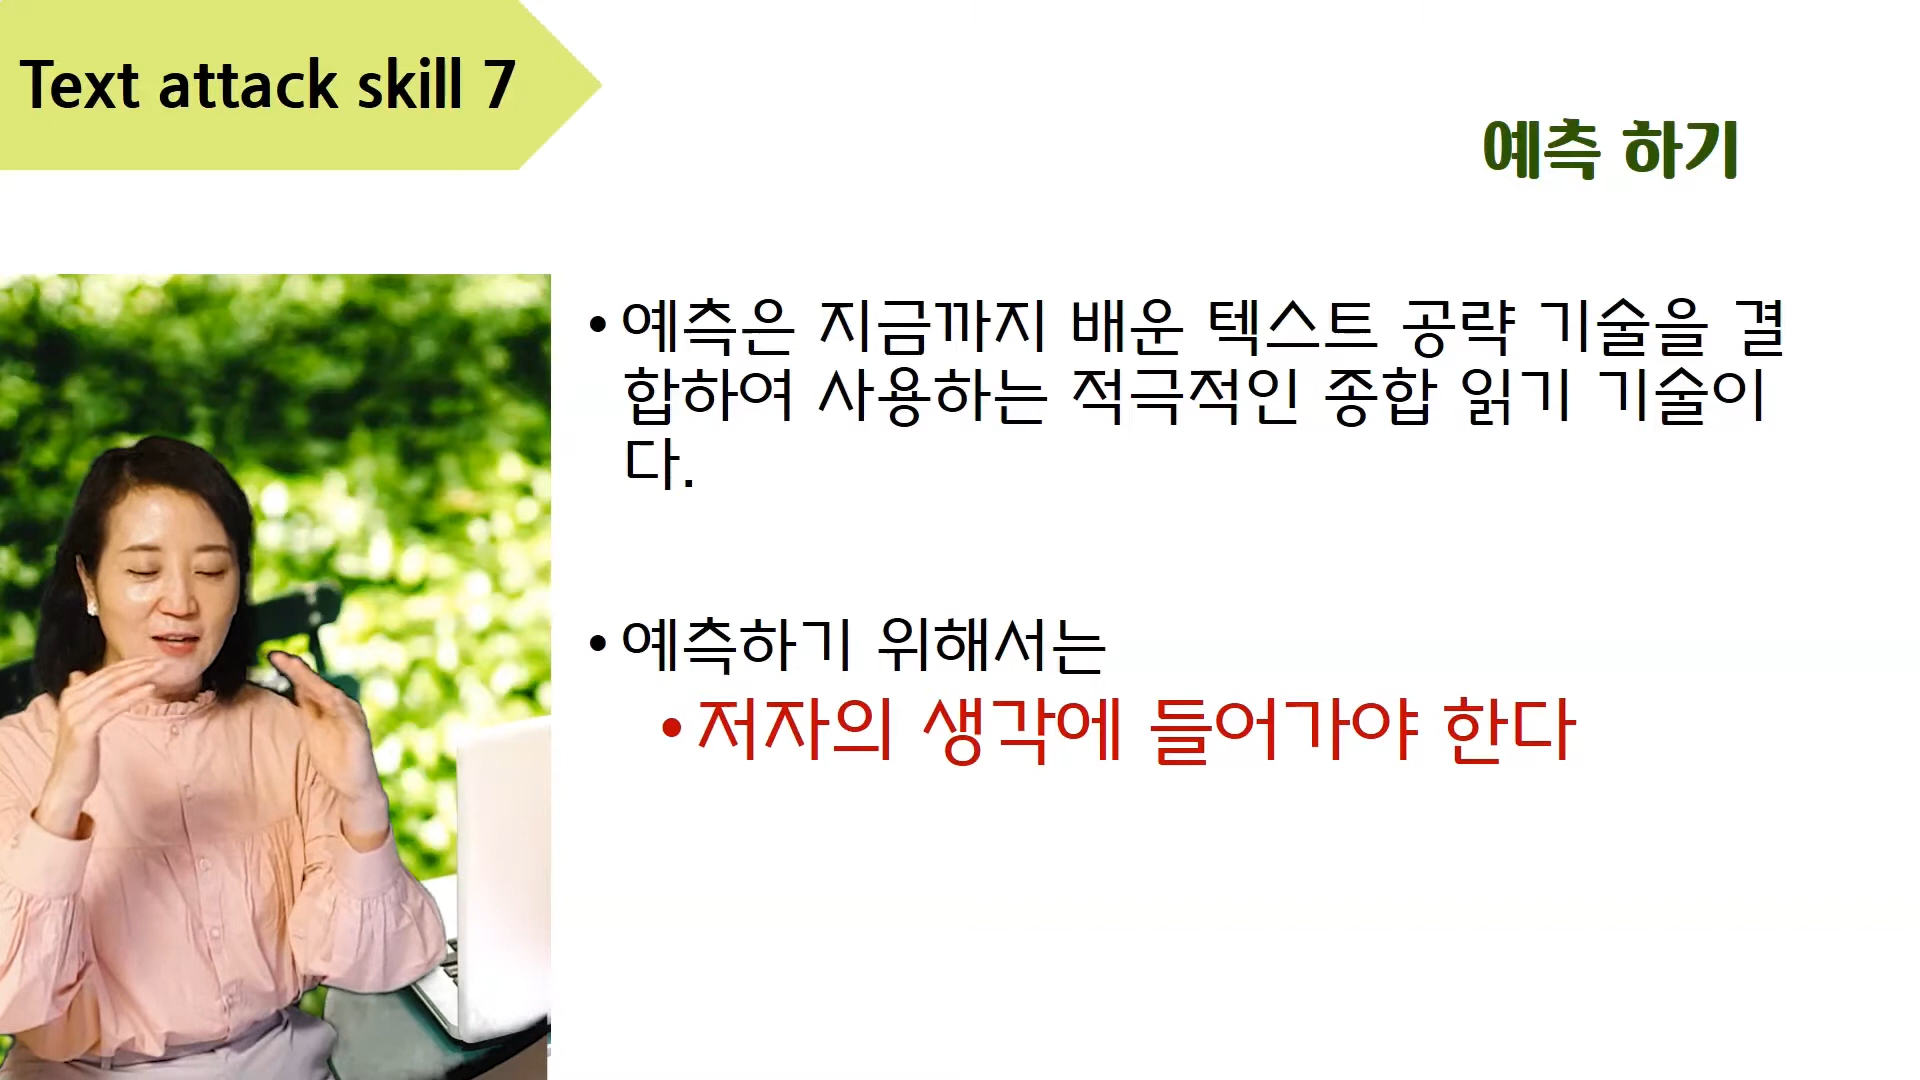 Text attack skill 7
예측 하기
• 예측은 지금까지 배운 텍스트 공략 기술을 결
합하여 사용하는 적극적인 종합 읽기 기술이
다.
• 예측하기 위해서는
• 저자의 생각에 들어가야 한다